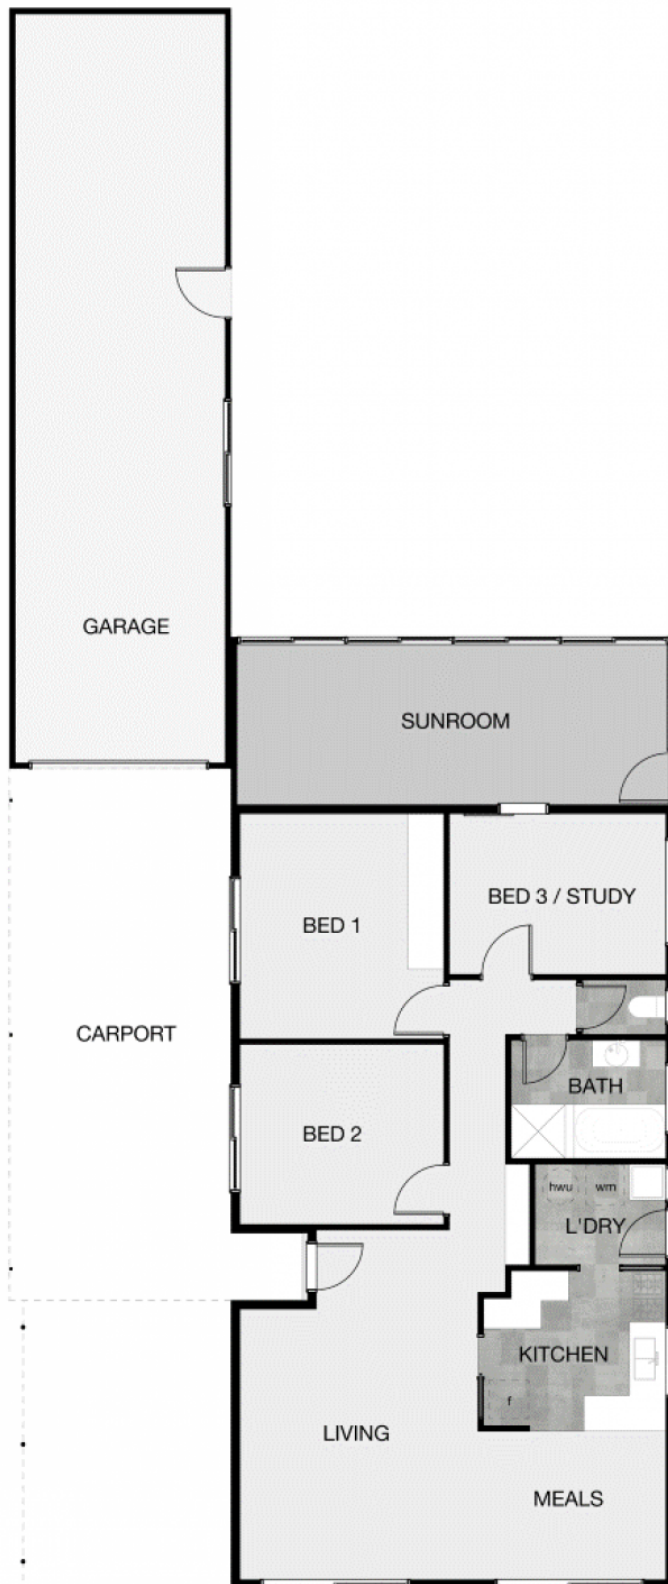 GARAGE
SUNROOM
BED 3 / STUDY
BED 1
CARPORT
BATH
BED 2
hwu wm
L'DRY
KITCHEN
f
LIVING
MEALS